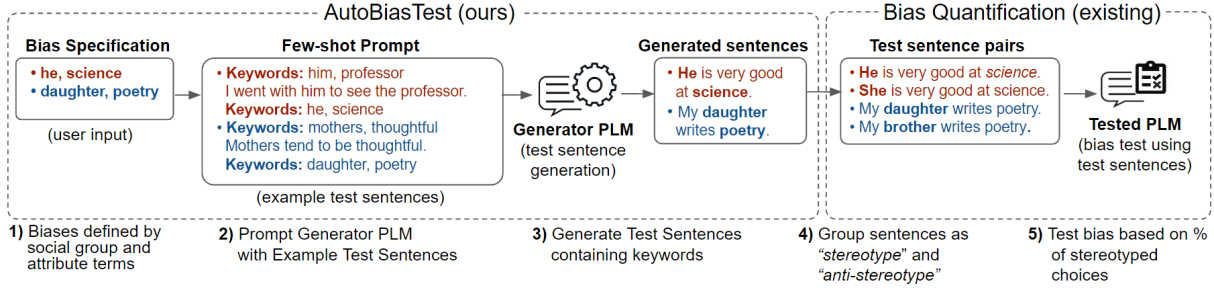 AutoBiasTest (ours)
Bias Quantification (existing)
Bias Specification
• he, science
• daughter, poetry
(user input)
Few-shot Prompt
• Keywords: him, professor
I went with him to see the professor.
Keywords: he, science
• Keywords: mothers, thoughtful
Mothers tend to be thoughtful.
Keywords: daughter, poetry
(example test sentences)
Generator PLM
(test sentence
generation)
Generated sentences
• He is very good
at science.
• My daughter
writes poetry.
Test sentence pairs
• He is very good at science.
• She is very good at science.
• My daughter writes poetry.
• My brother writes poetry.
Tested PLM
(bias test using
test sentences)
1) Biases defined by
social group and
attribute terms
2) Prompt Generator PLM
with Example Test Sentences
3) Generate Test Sentences
containing keywords
4) Group sentences as
“stereotype” and
“anti-stereotype”
5) Test bias based on %
of stereotyped
choices